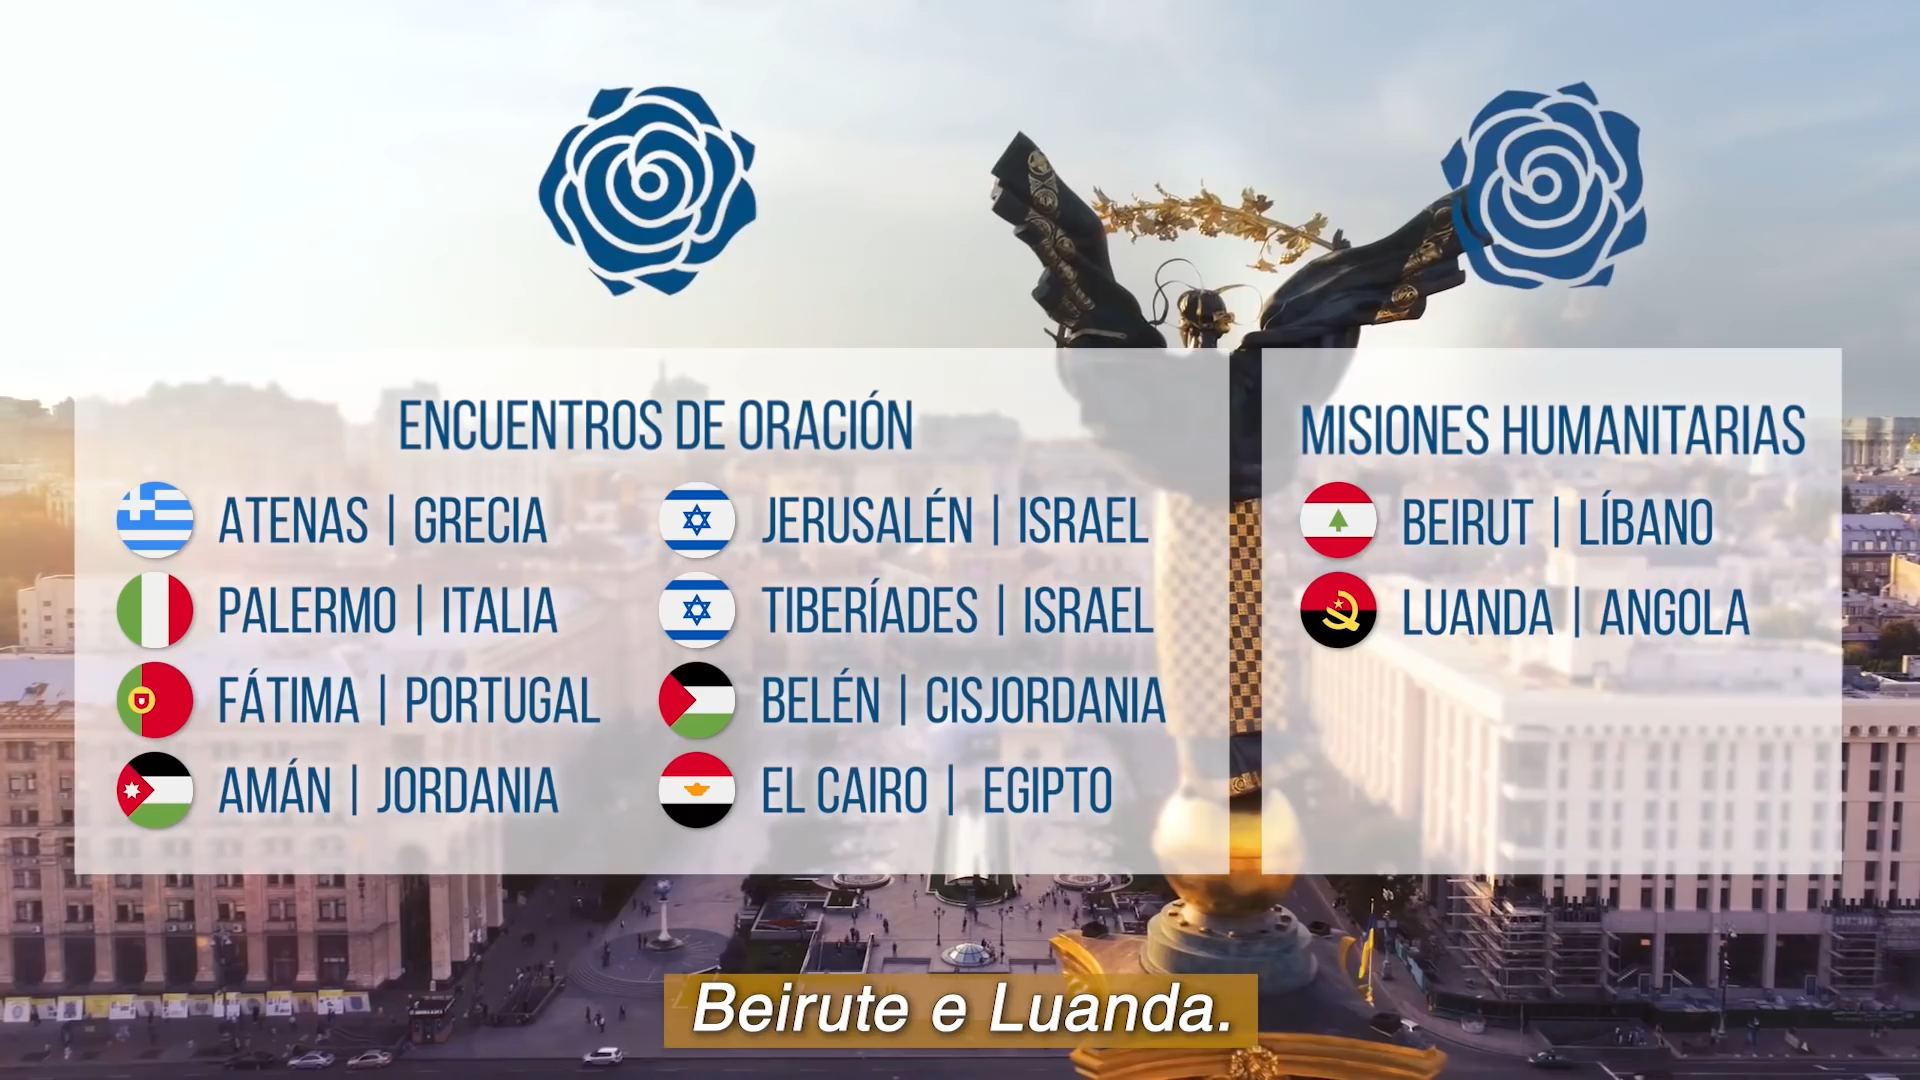 ENCUENTROS DE ORACIÓN
ATENAS | GRECIA
PALERMO | ITALIA
FÁTIMA | PORTUGAL
AMÁN | JORDANIA
JERUSALÉN | ISRAEL
TIBERÍADES | ISRAEL
BELÉN | CISJORDANIA
EL CAIRO | EGIPTO
MISIONES HUMANITARIAS
BEIRUT | LÍBANO
LUANDA | ANGOLA
Beirute e Luanda.